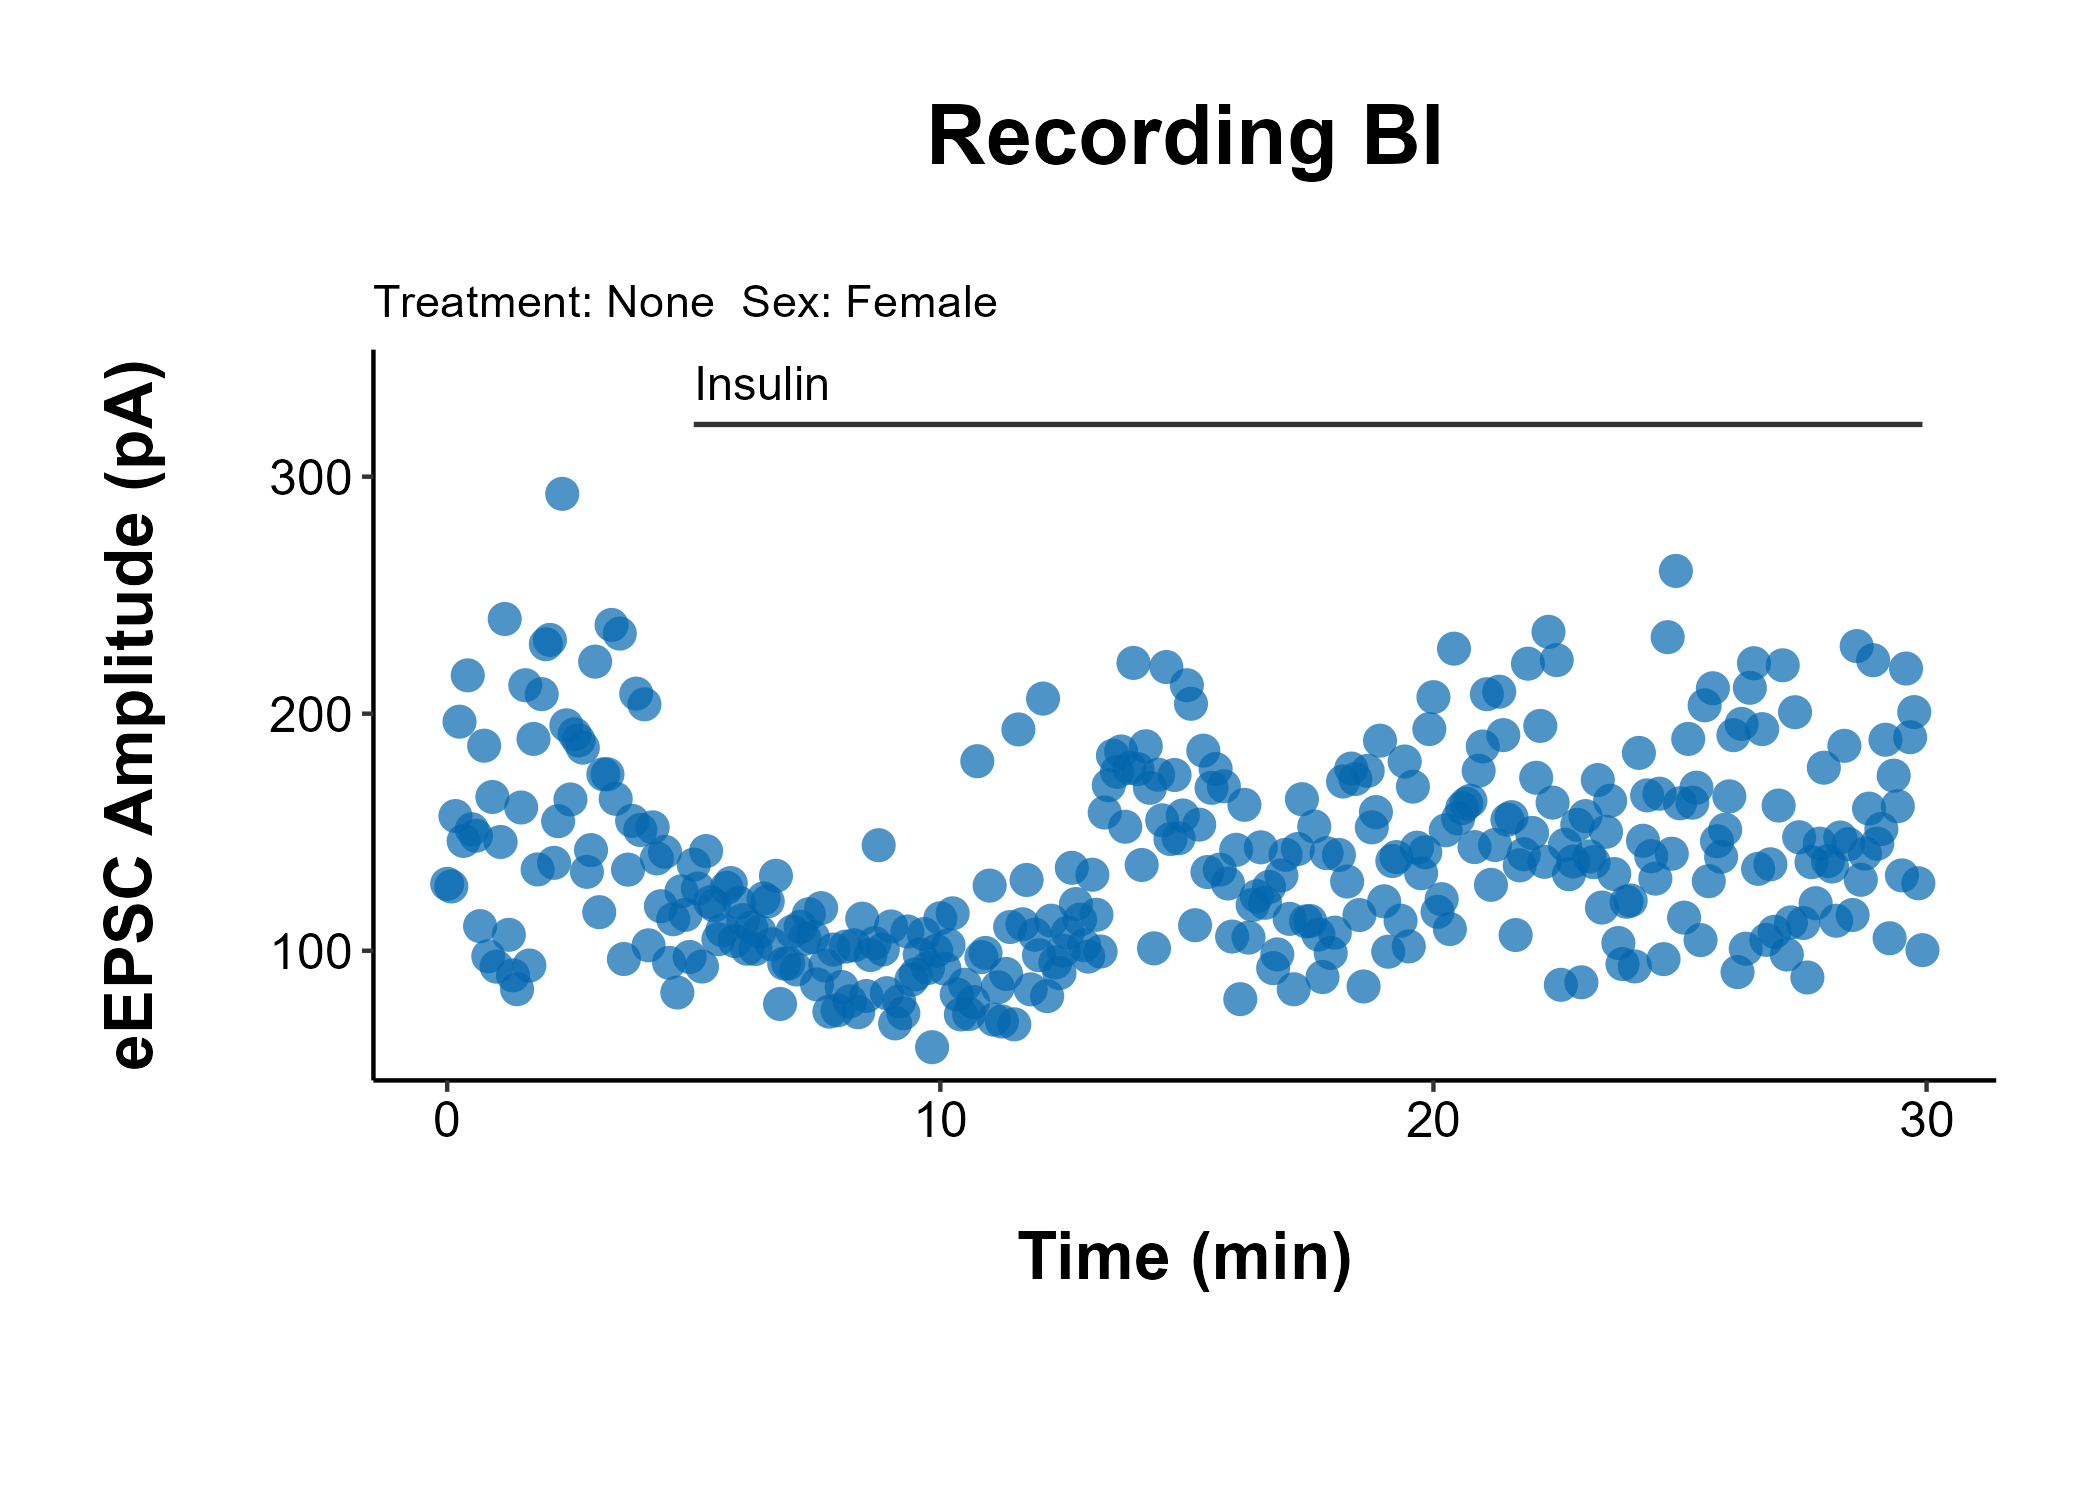 Recording BI
Treatment: None  Sex: Female
Insulin
eEPSC Amplitude (pA)
300
200
100
0 10 20 30
Time (min)